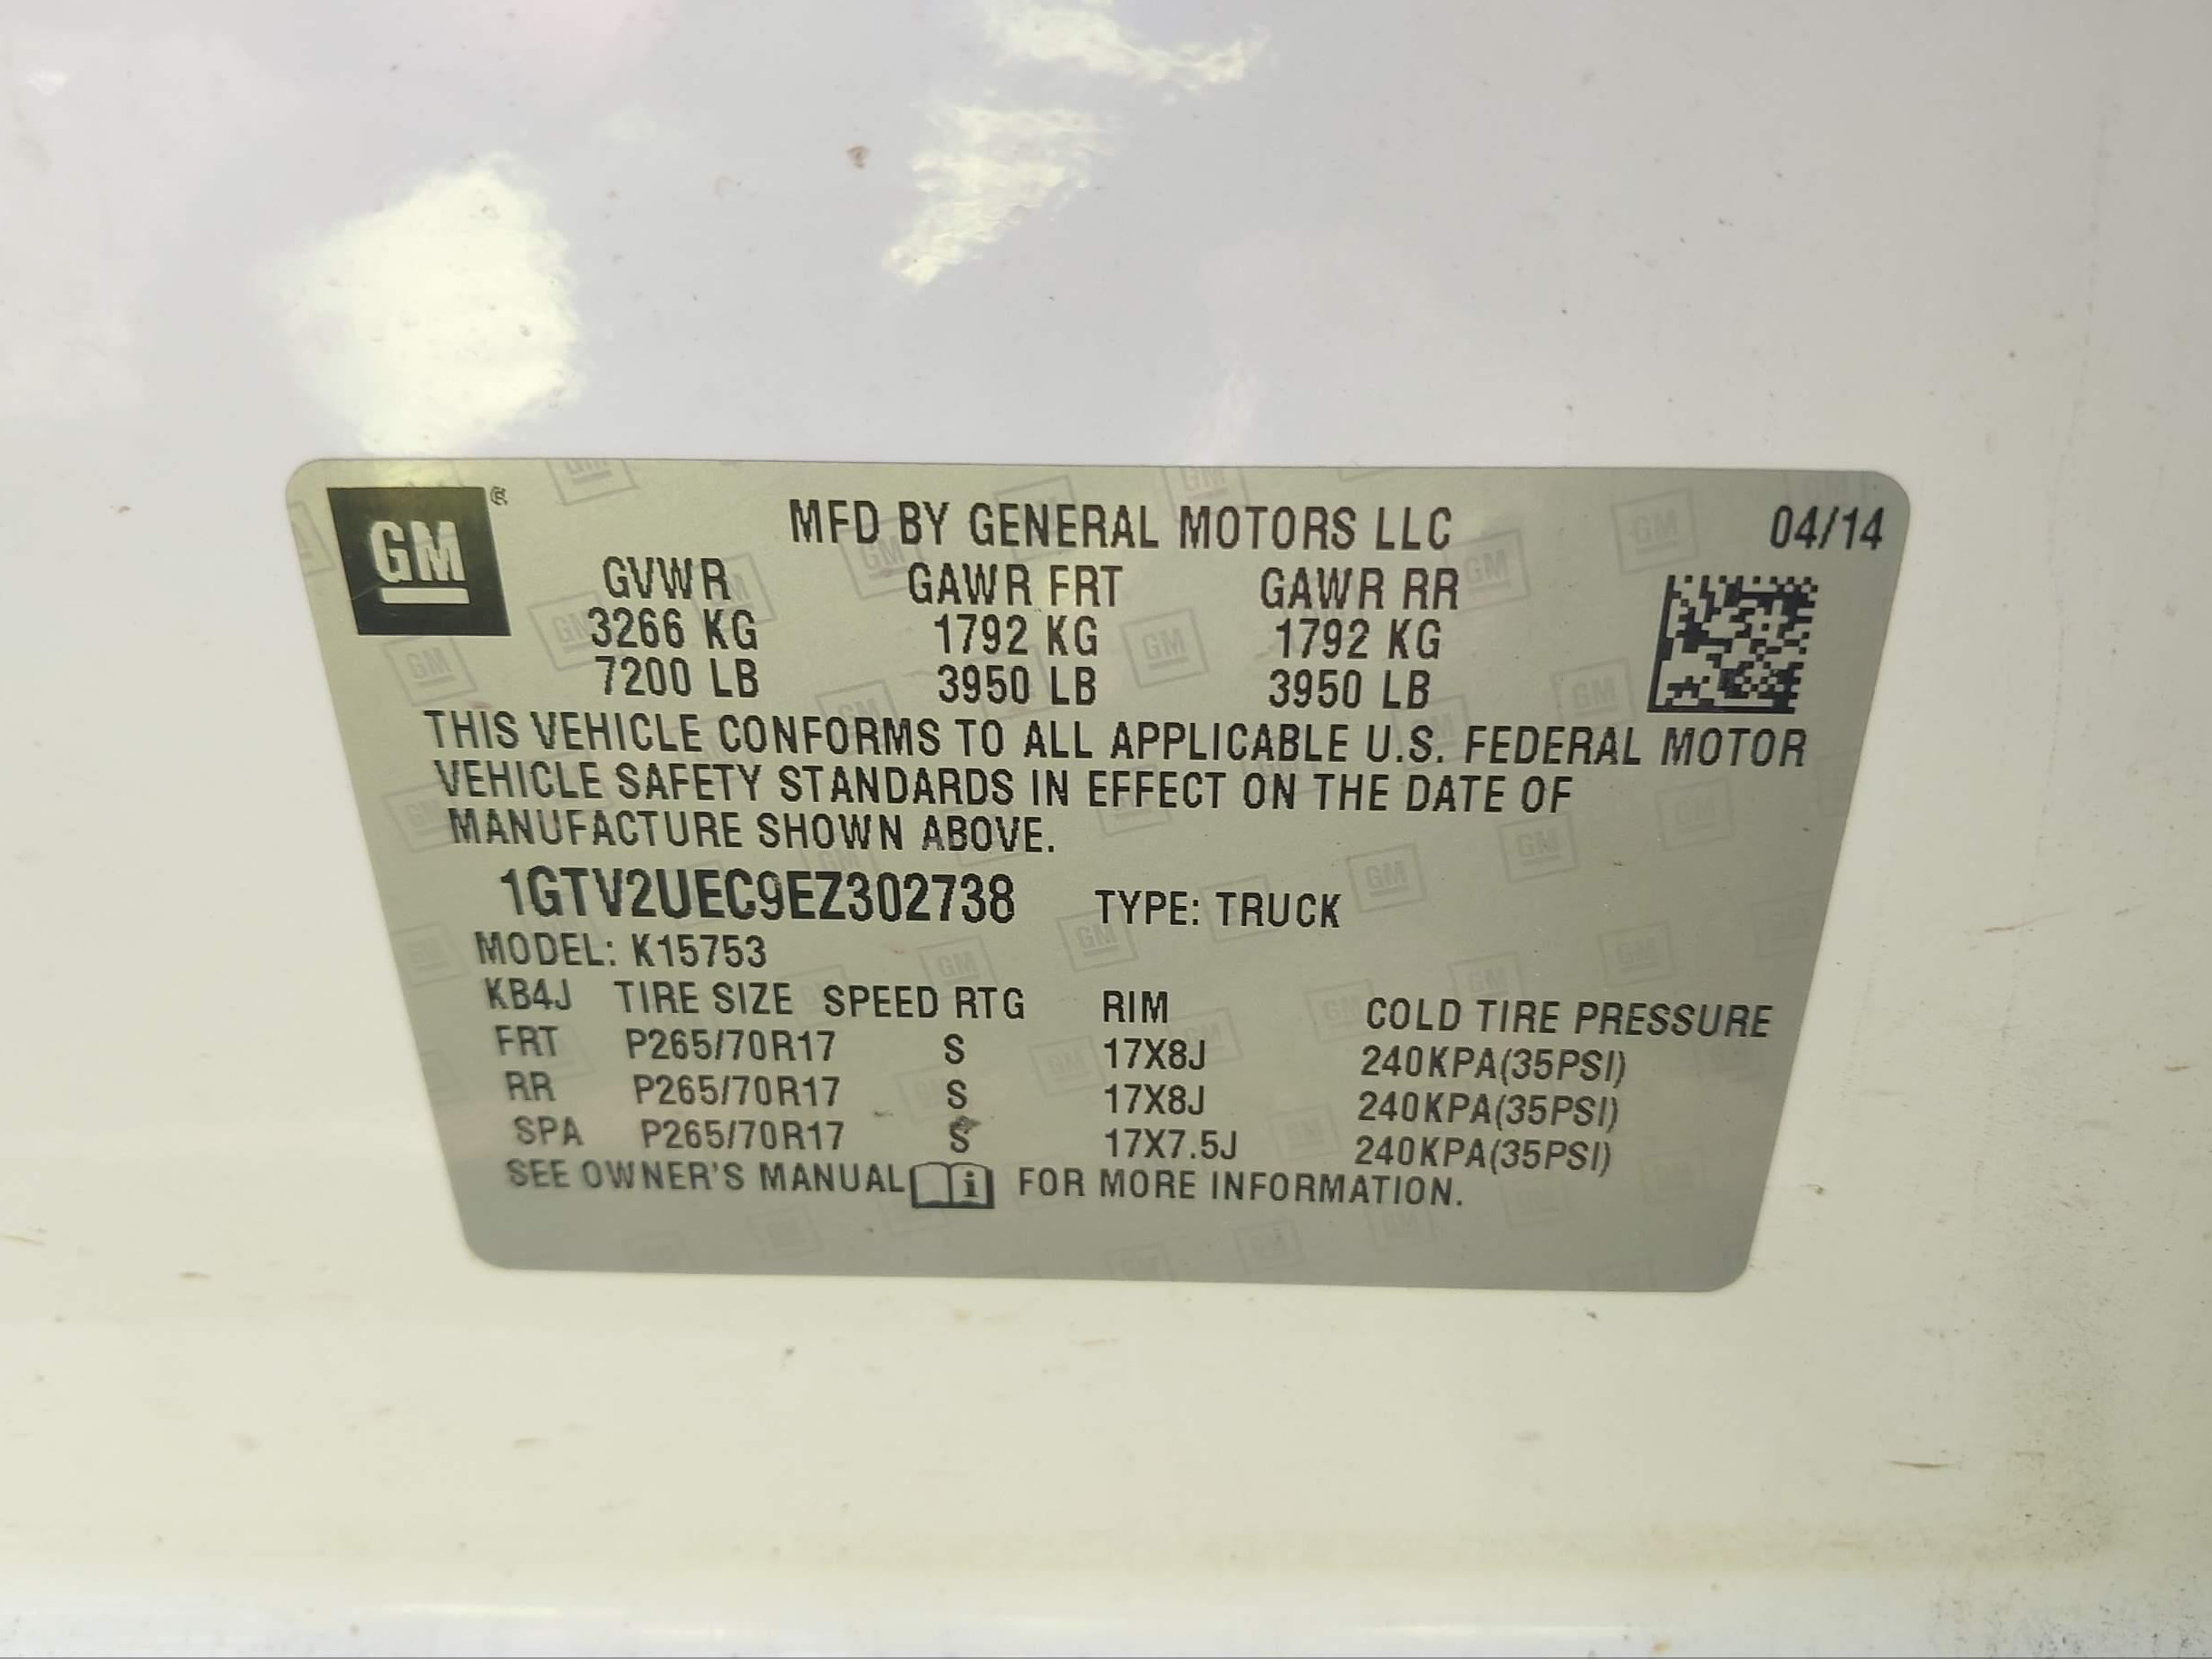 GM ®
MFD BY GENERAL MOTORS LLC 04/14
GVWR GAWR FRT GAWR RR
3266 KG 1792 KG 1792 KG
7200 LB 3950 LB 3950 LB
THIS VEHICLE CONFORMS TO ALL APPLICABLE U.S. FEDERAL MOTOR
VEHICLE SAFETY STANDARDS IN EFFECT ON THE DATE OF
MANUFACTURE SHOWN ABOVE.
1GTV2UEC9EZ302738 TYPE: TRUCK
MODEL: K15753
KB4J TIRE SIZE SPEED RTG RIM COLD TIRE PRESSURE
FRT P265/70R17 S 17X8J 240KPA(35PSI)
RR P265/70R17 S 17X8J 240KPA(35PSI)
SPA P265/70R17 S 17X7.5J 240KPA(35PSI)
SEE OWNER'S MANUAL i FOR MORE INFORMATION.